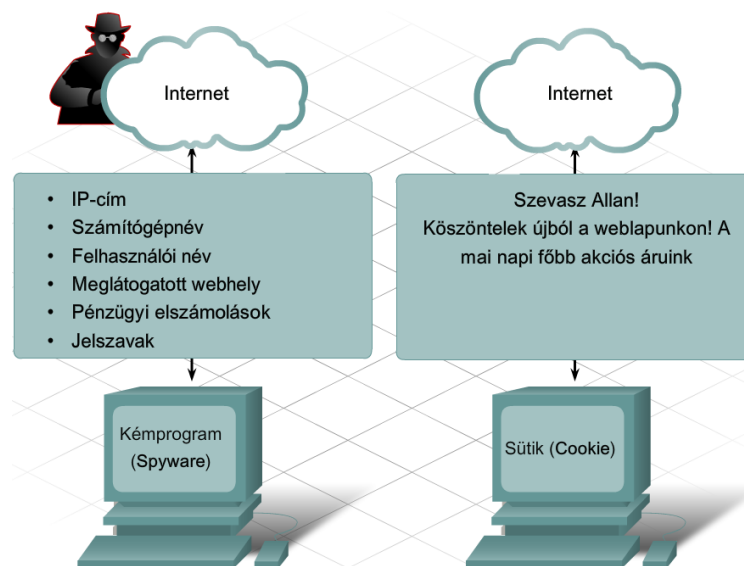 Internet
• IP-cím
• Számítógépnév
• Felhasználói név
• Meglátogatott webhely
• Pénzügyi elszámolások
• Jelszavak
Kémprogram
(Spyware)
Internet
Szevasz Allan!
Köszöntelek újból a weblapunkon! A
mai napi főbb akciós áruink
Sütik (Cookie)